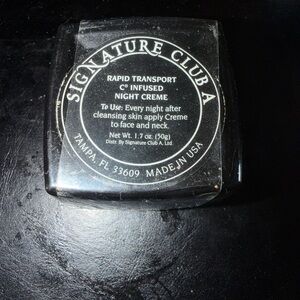 SIGNATURE CLUB A
RAPID TRANSPORT
C° INFUSED
NIGHT CREME
To Use: Every night after
cleansing skin apply Creme
to face and neck.
Net Wt. 1.7 oz. (50g)
Distr. By Signature Club A, Ltd.
TAMPA, FL 33609 MADE IN USA